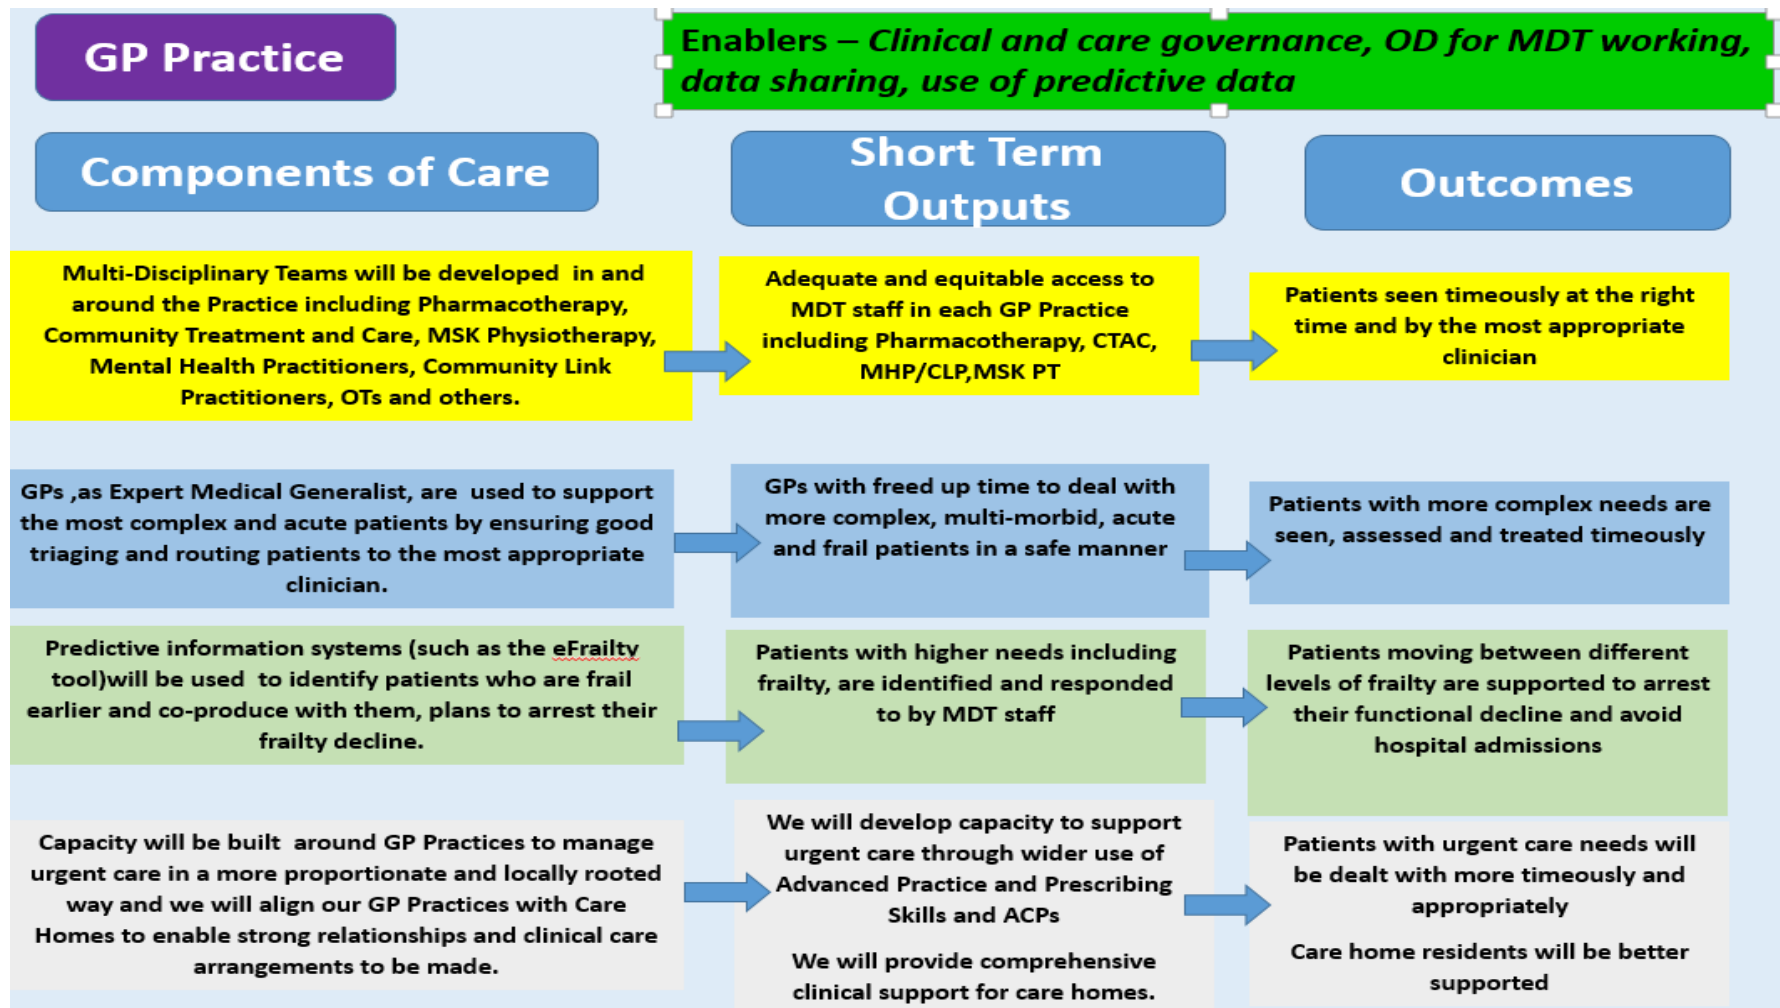 GP Practice
Enablers – Clinical and care governance, OD for MDT working,
data sharing, use of predictive data
Components of Care
Short Term
Outputs
Outcomes
Multi-Disciplinary Teams will be developed in and
around the Practice including Pharmacotherapy,
Community Treatment and Care, MSK Physiotherapy,
Mental Health Practitioners, Community Link
Practitioners, OTs and others.
Adequate and equitable access to
MDT staff in each GP Practice
including Pharmacotherapy, CTAC,
MHP/CLP,MSK PT
Patients seen timeously at the right
time and by the most appropriate
clinician
GPs ,as Expert Medical Generalist, are used to support
the most complex and acute patients by ensuring good
triaging and routing patients to the most appropriate
clinician.
GPs with freed up time to deal with
more complex, multi-morbid, acute
and frail patients in a safe manner
Patients with more complex needs are
seen, assessed and treated timeously
Predictive information systems (such as the eFrailty
tool)will be used to identify patients who are frail
earlier and co-produce with them, plans to arrest their
frailty decline.
Patients with higher needs including
frailty, are identified and responded
to by MDT staff
Patients moving between different
levels of frailty are supported to arrest
their functional decline and avoid
hospital admissions
Capacity will be built around GP Practices to manage
urgent care in a more proportionate and locally rooted
way and we will align our GP Practices with Care
Homes to enable strong relationships and clinical care
arrangements to be made.
We will develop capacity to support
urgent care through wider use of
Advanced Practice and Prescribing
Skills and ACPs
We will provide comprehensive
clinical support for care homes.
Patients with urgent care needs will
be dealt with more timeously and
appropriately
Care home residents will be better
supported